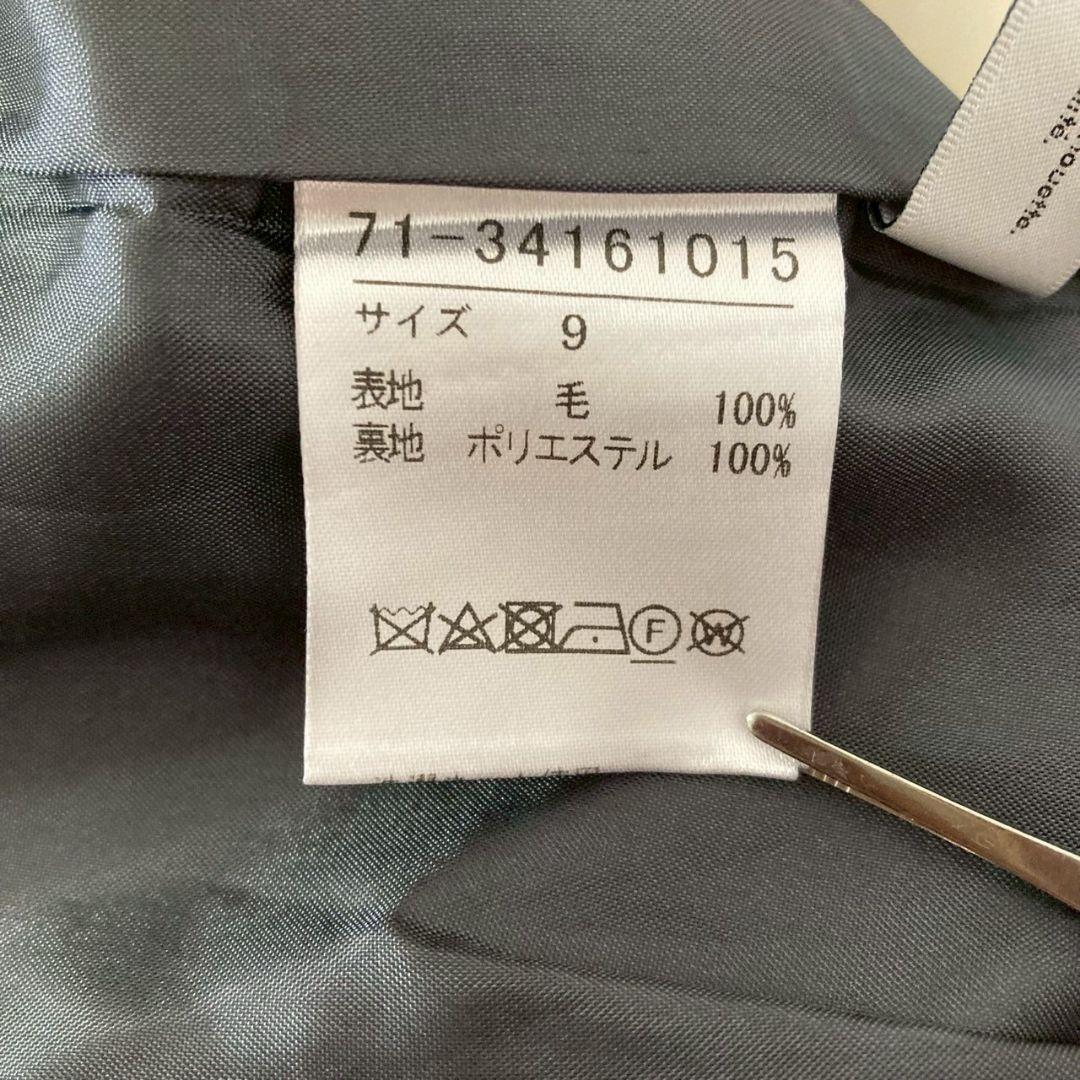 71-34161015
サイズ 9
表地 毛 100%
裏地 ポリエステル 100%
F
W